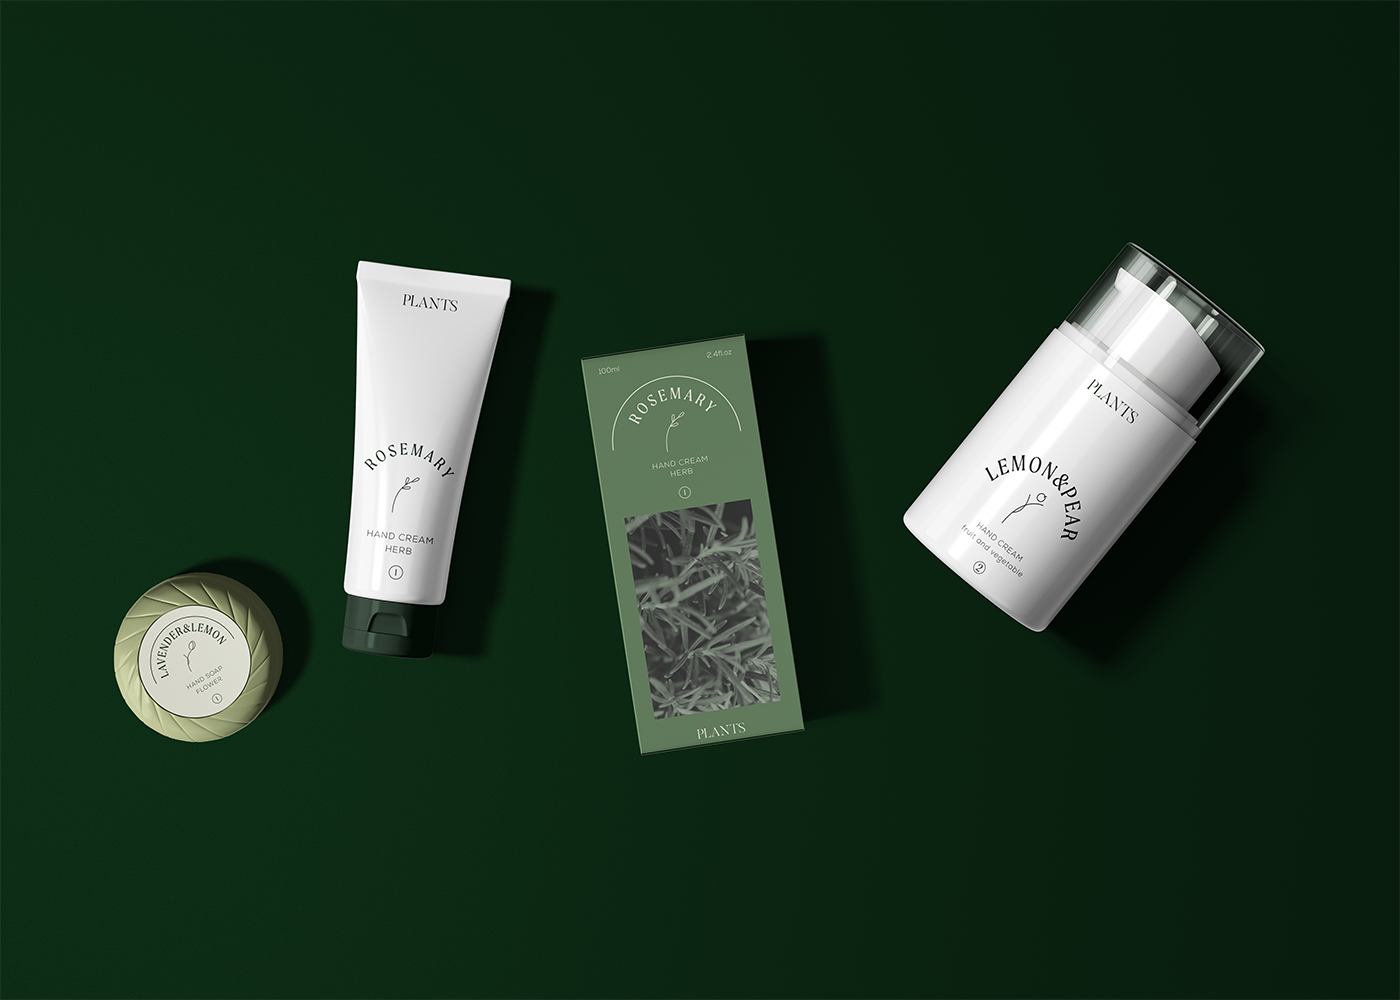 LAVENDER&LEMON
HAND SOAP
FLOWER
1
PLANTS
ROSEMARY
HAND CREAM
HERB
1
100ml 2.4fl.oz
ROSEMARY
HAND CREAM
HERB
1
PLANTS
PLANTS
LEMON&PEAR
HAND CREAM
fruit and vegetable
2